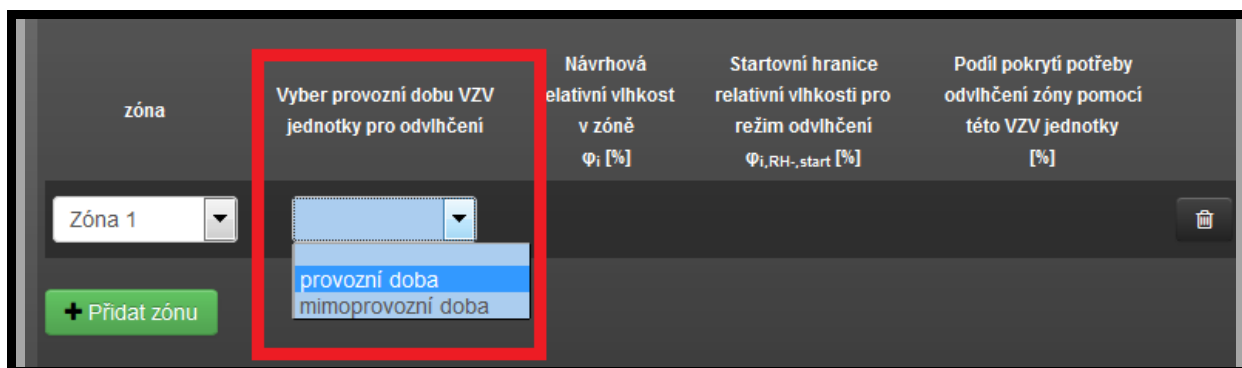 zóna
Vyber provozní dobu VZV
jednotky pro odvlhčení
Návrhová
elativní vlhkost
v zóně
φi [%]
Startovní hranice
relativní vlhkosti pro
režim odvlhčení
φi,RH-,start [%]
Podíl pokrytí potřeby
odvlhčení zóny pomocí
této VZV jednotky
[%]
Zóna 1
provozní doba
mimoprovozní doba
+ Přidat zónu